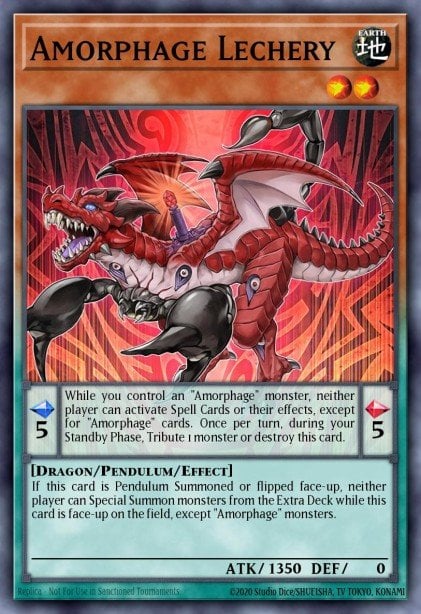 Amorphage Lechery
EARTH
地
While you control an "Amorphage" monster, neither
player can activate Spell Cards or their effects, except
for "Amorphage" cards. Once per turn, during your
Standby Phase, Tribute 1 monster or destroy this card.
5
5
[Dragon/Pendulum/Effect]
If this card is Pendulum Summoned or flipped face-up, neither
player can Special Summon monsters from the Extra Deck while this
card is face-up on the field, except "Amorphage" monsters.
ATK/ 1350 DEF/ 0
Replica - Not For Use in Sanctioned Tournaments
©2020 Studio Dice/SHUEISHA, TV TOKYO, KONAMI